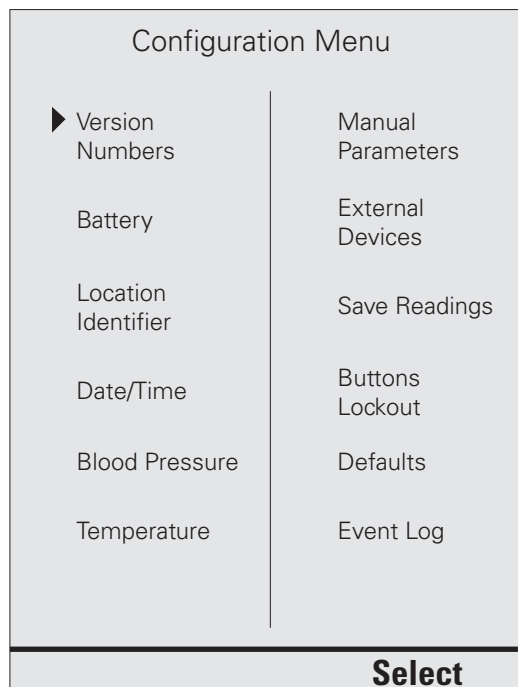 Configuration Menu
Version
Numbers
Battery
Location
Identifier
Date/Time
Blood Pressure
Temperature
Manual
Parameters
External
Devices
Save Readings
Buttons
Lockout
Defaults
Event Log
Select